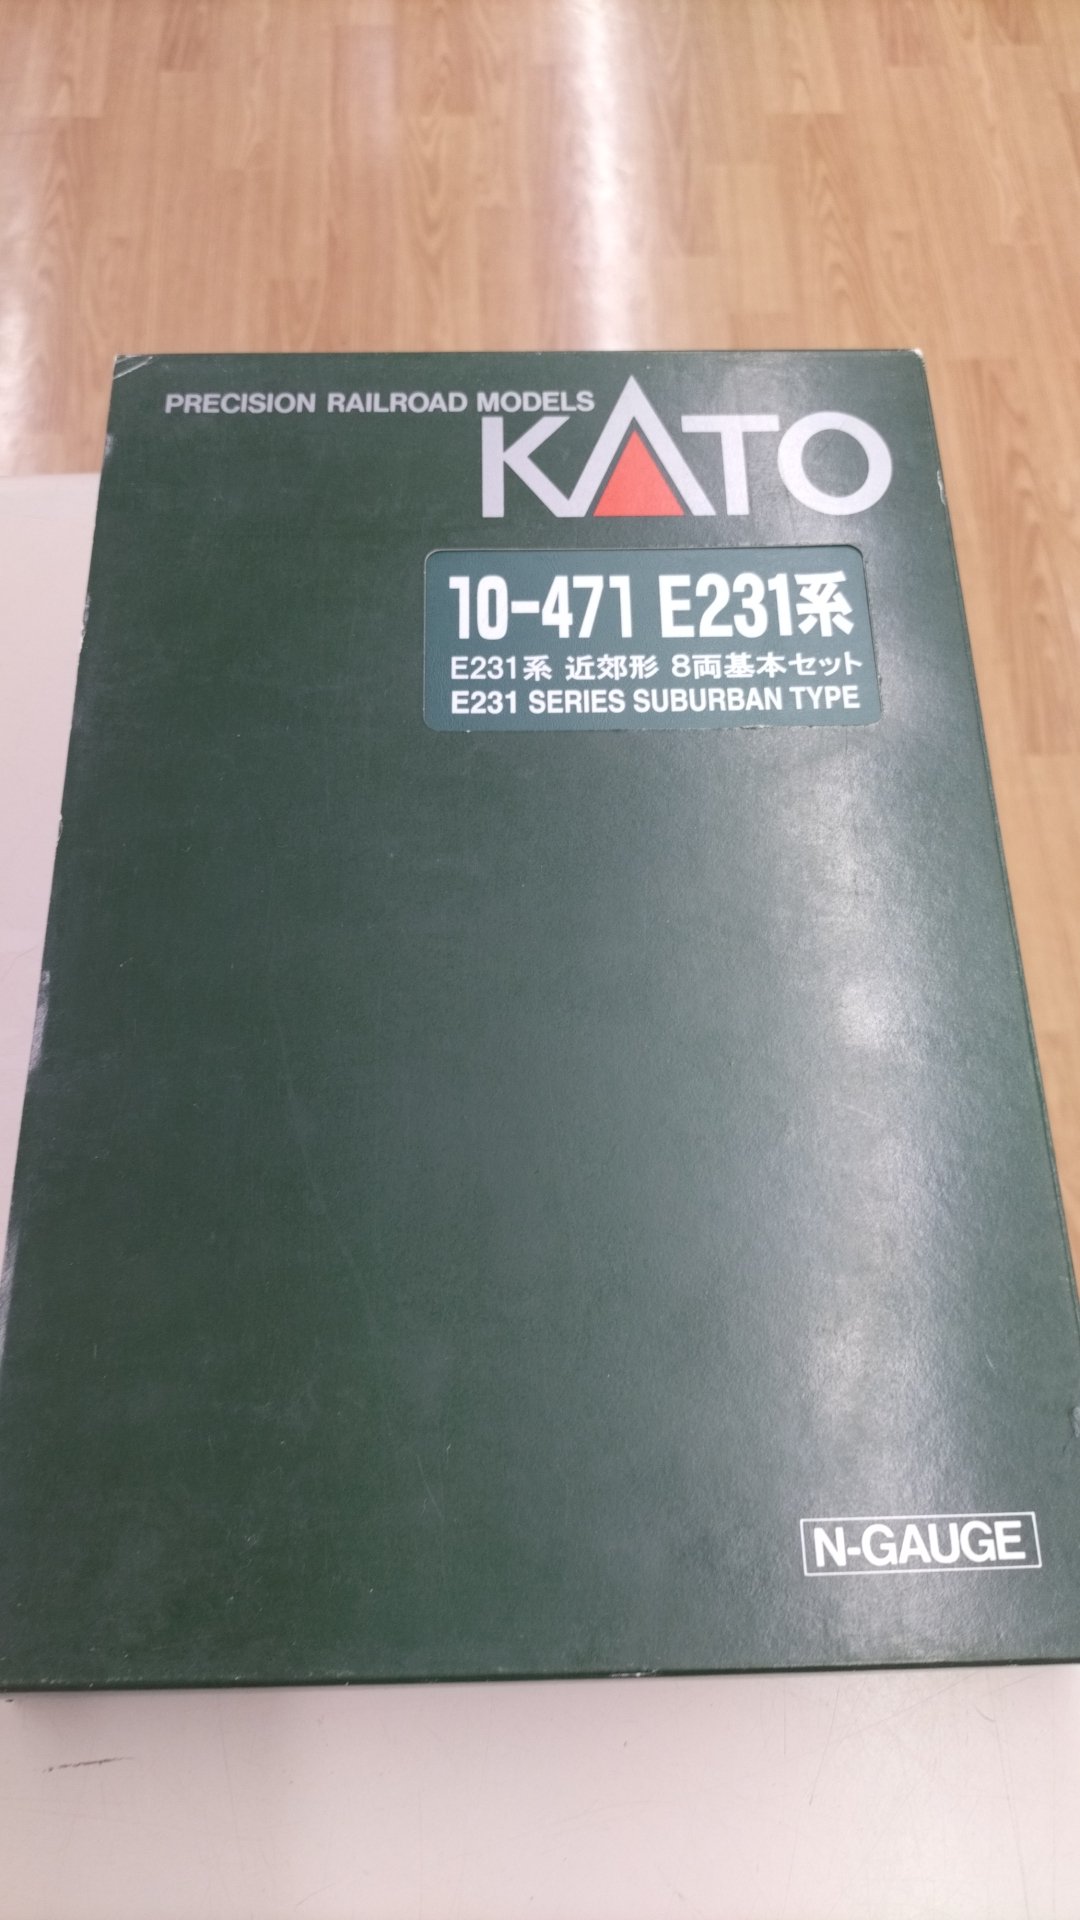 PRECISION RAILROAD MODELS
KATO
10-471 E231系
E231系 近郊形 8両基本セット
E231 SERIES SUBURBAN TYPE
N-GAUGE